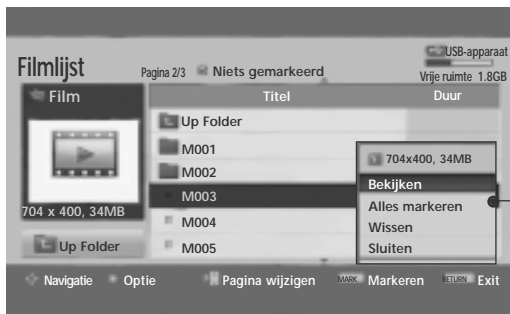 USB-apparaat
Filmlijst
Pagina 2/3 Niets gemarkeerd
Vrije ruimte 1.8GB
Film
Titel
Duur
Up Folder
M001
M002
M003
M004
M005
704 x 400, 34MB
Up Folder
704x400, 34MB
Bekijken
Alles markeren
Wissen
Sluiten
Navigatie Optie Pagina wijzigen MARK Markeren RETURN Exit